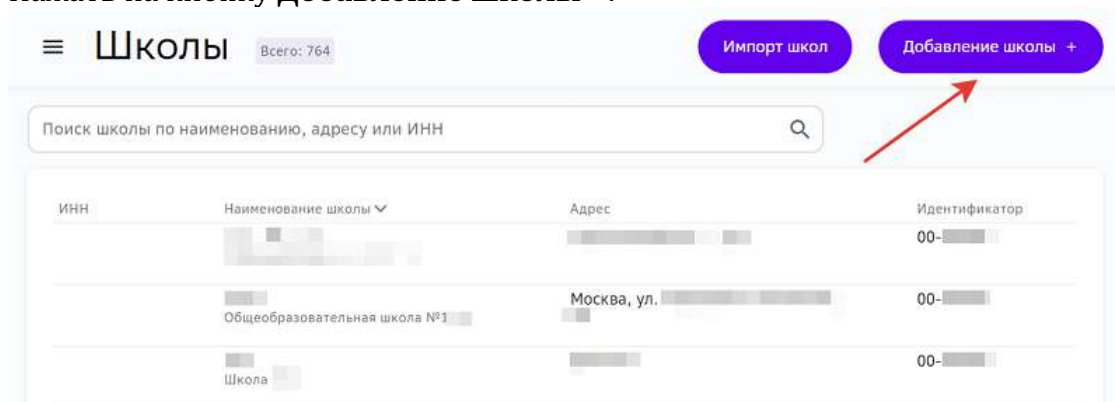 Школы Всего: 764 Импорт школ Добавление школы +
Поиск школы по наименованию, адресу или ИНН
ИНН Наименование школы Адрес Идентификатор
00-
Москва, ул. 00-
Общеобразовательная школа №1
00-
Школа